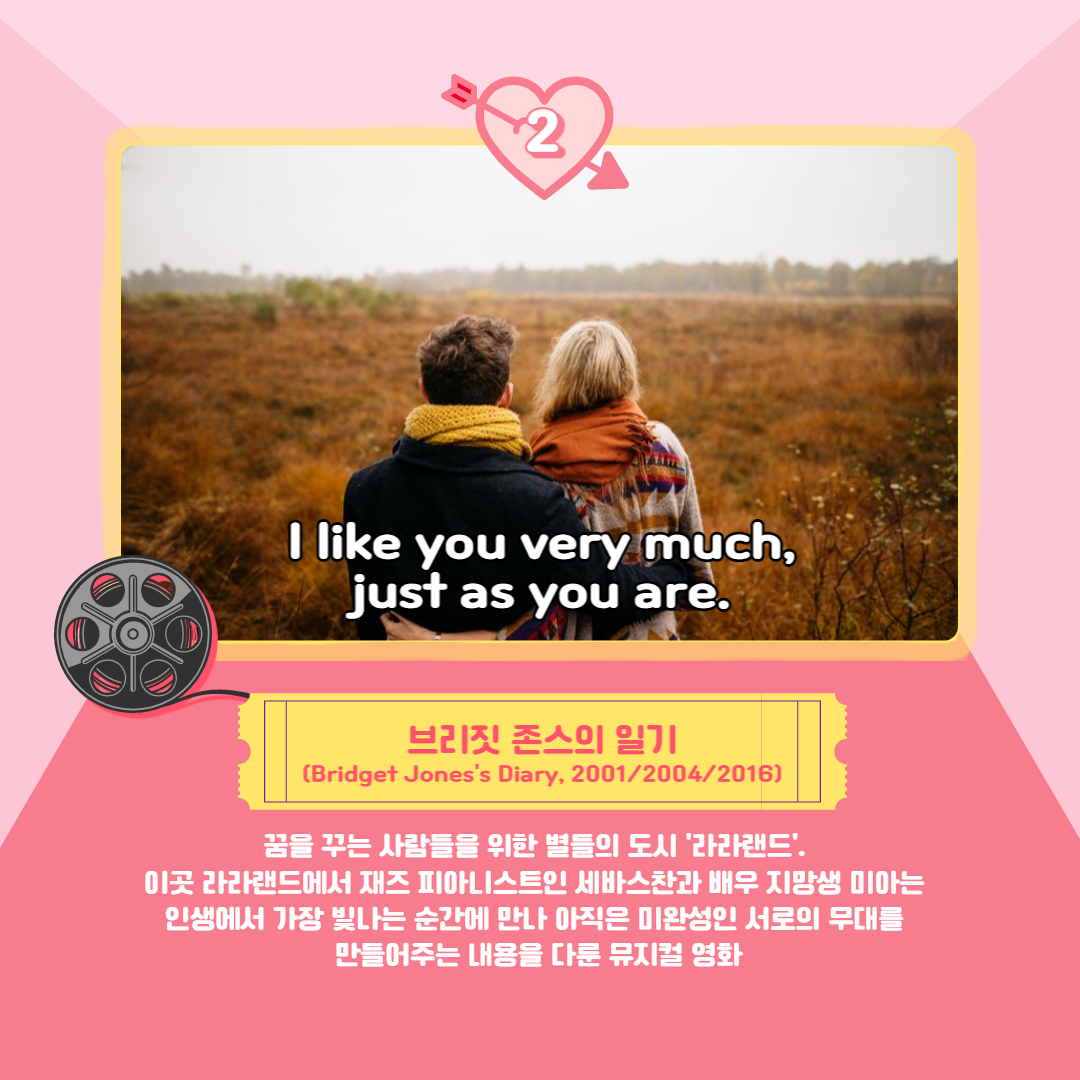 2
I like you very much,
just as you are.
브리짓 존스의 일기
(Bridget Jones's Diary, 2001/2004/2016)
꿈을 꾸는 사람들을 위한 별들의 도시 '라라랜드'.
이곳 라라랜드에서 재즈 피아니스트인 세바스찬과 배우 지망생 미아는
인생에서 가장 빛나는 순간에 만나 아직은 미완성인 서로의 무대를
만들어주는 내용을 다룬 뮤지컬 영화